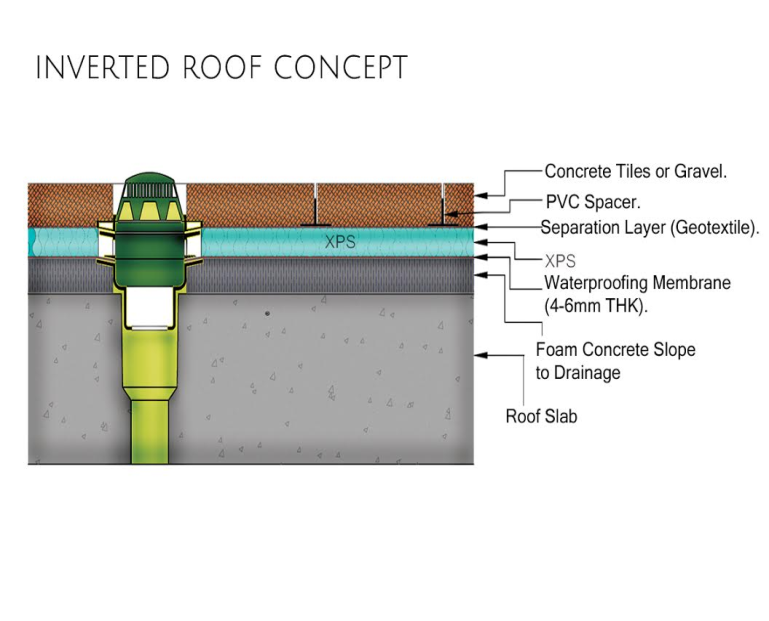 INVERTED ROOF CONCEPT
Concrete Tiles or Gravel.
PVC Spacer.
Separation Layer (Geotextile).
XPS
XPS
Waterproofing Membrane
(4-6mm THK).
Foam Concrete Slope
to Drainage
Roof Slab